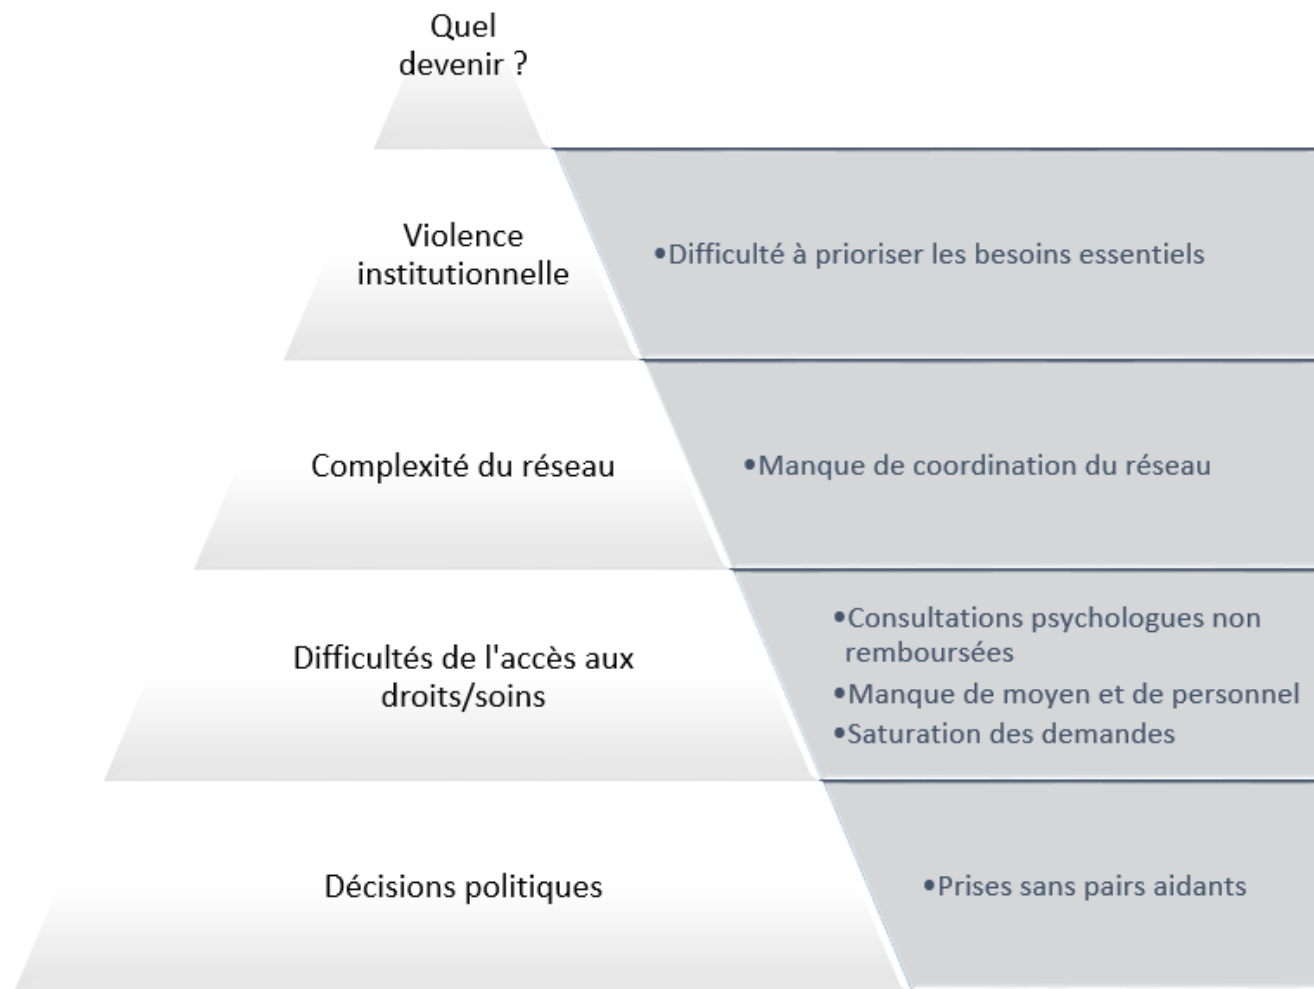 Quel
devenir ?
Violence
institutionnelle
•Difficulté à prioriser les besoins essentiels
Complexité du réseau
•Manque de coordination du réseau
Difficultés de l'accès aux
droits/soins
•Consultations psychologues non
remboursées
•Manque de moyen et de personnel
•Saturation des demandes
Décisions politiques
•Prises sans pairs aidants